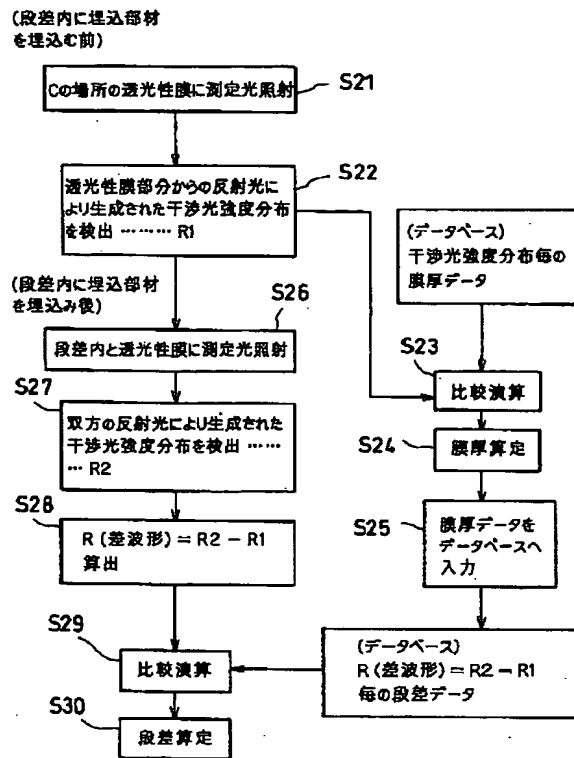 (段差内に埋込部材
を埋込む前)
S21
Cの場所の透光性膜に測定光照射
S22
透光性膜部分からの反射光に
より生成された干渉光強度分布
を検出 ……… R1
(データベース)
干渉光強度分布毎の
膜厚データ
(段差内に埋込部材
を埋込み後)
S26
段差内と透光性膜に測定光照射
S23
比較演算
S27
双方の反射光により生成された
干渉光強度分布を検出 ……
… R2
S24
膜厚算定
S28
R (差波形) = R2 − R1
算出
S25
膜厚データを
データベースへ
入力
S29
比較演算
(データベース)
R (差波形) = R2 − R1
毎の段差データ
S30
段差算定